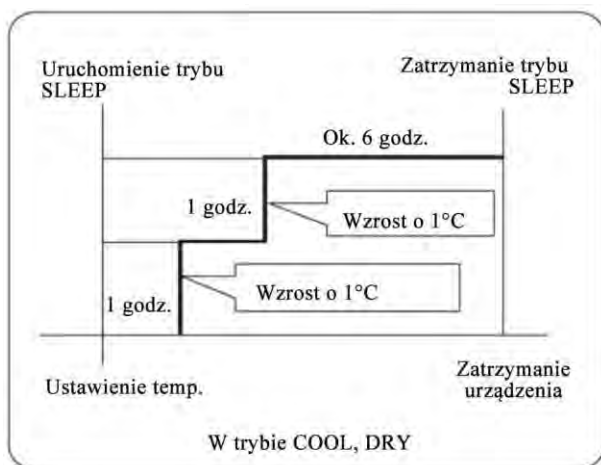 Uruchomienie trybu
SLEEP
Zatrzymanie trybu
SLEEP
Ok. 6 godz.
1 godz.
Wzrost o 1°C
1 godz.
Wzrost o 1°C
Ustawienie temp.
Zatrzymanie
urządzenia
W trybie COOL, DRY